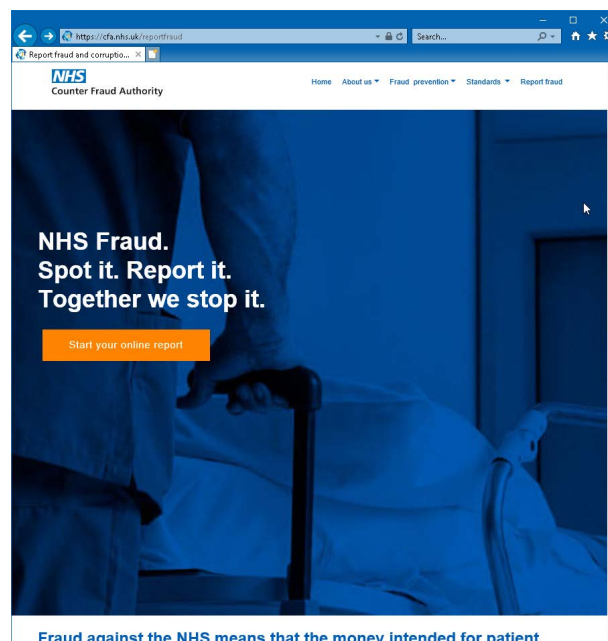 https://cfa.nhs.uk/reportfraud
Search...
Report fraud and corruptio...
NHS
Counter Fraud Authority
Home About us Fraud prevention Standards Report fraud
NHS Fraud.
Spot it. Report it.
Together we stop it.
Start your online report
Fraud against the NHS means that the money intended for patient